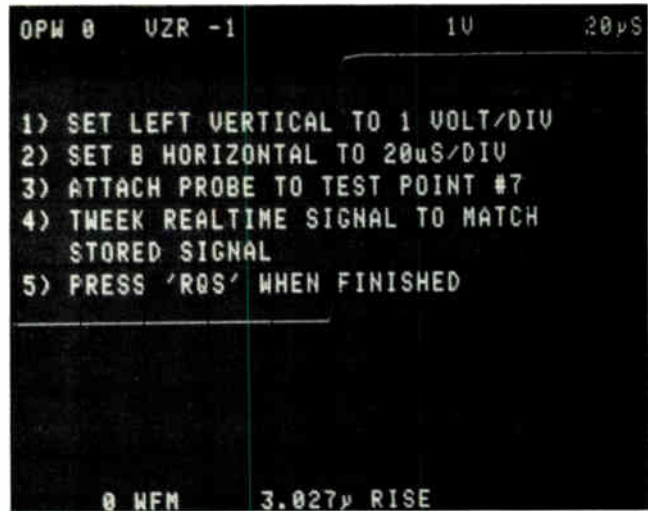 OPW 0 VZR -1 1V 20µS
1) SET LEFT VERTICAL TO 1 VOLT/DIV
2) SET B HORIZONTAL TO 20uS/DIV
3) ATTACH PROBE TO TEST POINT #7
4) TWEEK REALTIME SIGNAL TO MATCH
STORED SIGNAL
5) PRESS 'RQS' WHEN FINISHED
0 WFM 3.027µ RISE